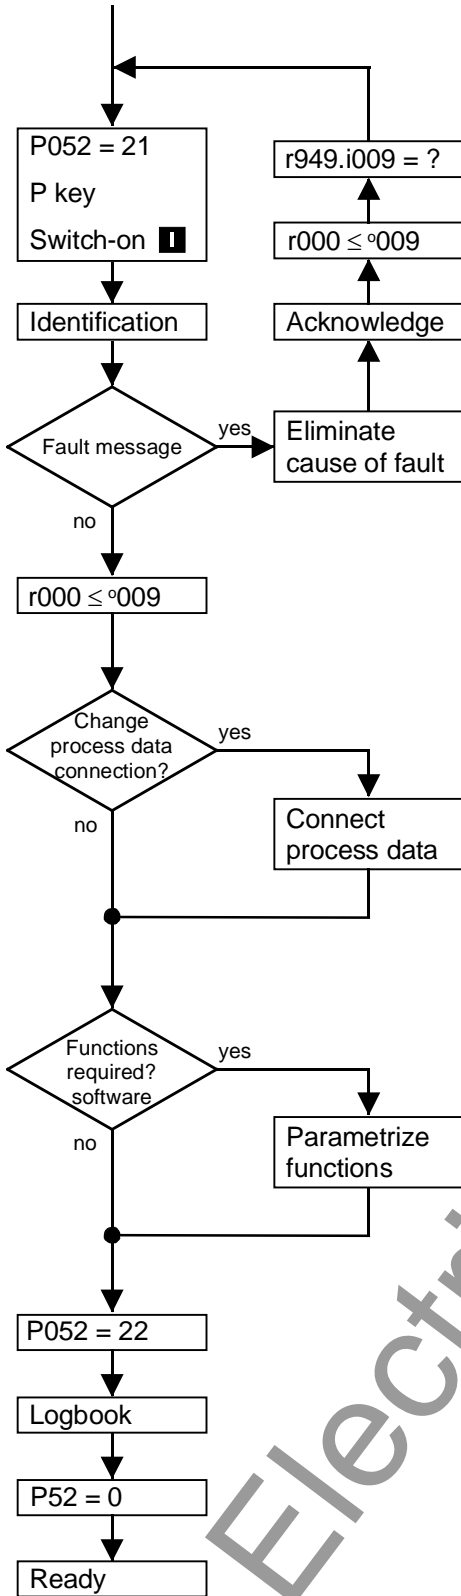 P052 = 21
P key
Switch-on I
r949.i009 = ?
r000 ≤ °009
Identification
Acknowledge
Fault message
yes
Eliminate
cause of fault
no
r000 ≤ °009
Change
process data
connection?
yes
no
Connect
process data
Functions
required?
software
yes
no
Parametrize
functions
P052 = 22
Logbook
P52 = 0
Ready
Electri